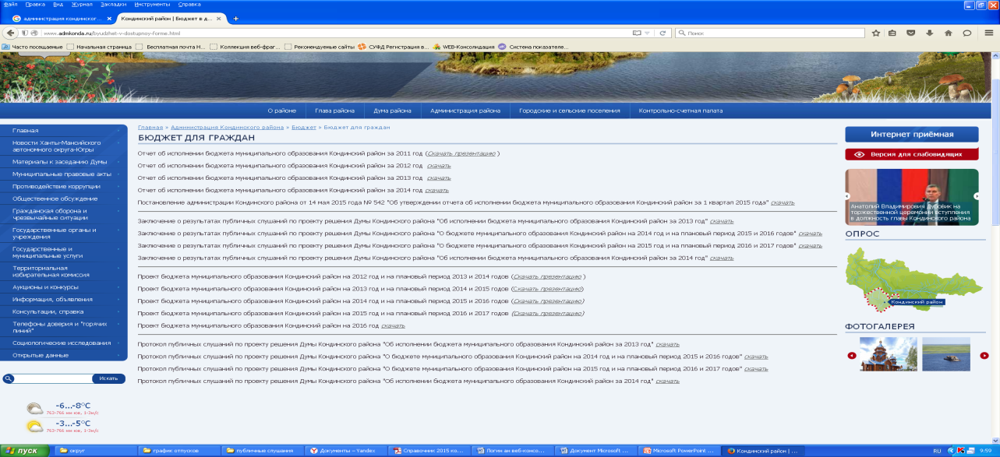 Файл Правка Вид Журнал Закладки Инструменты Справка
администрация кондинског... Кондинский район | Бюджет в д...
www.admkonda.ru/byudzhet-v-dostupnoy-forme.html Поиск
Часто посещаемые Начальная страница Бесплатная почта H... Коллекция веб-фраг... Рекомендуемые сайты СУФД Регистрация в... WEB-Консолидация Система показателе...
О районе Глава района Дума района Администрация района Городские и сельские поселения Контрольно-счетная палата
Главная
Новости Ханты-Мансийского
автономного округа-Югры
Материалы к заседанию Думы
Муниципальные правовые акты
Противодействие коррупции
Общественное обсуждение
Гражданская оборона и
чрезвычайные ситуации
Государственные органы и
учреждения
Государственные и
муниципальные услуги
Территориальная
избирательная комиссия
Аукционы и конкурсы
Информация, объявления
Консультации, справка
Телефоны доверия и "горячих
линий"
Социологические исследования
Открытые данные
Искать
-6...-8°C
763-766 мм рт.ст., 1-3м/с
-3...-5°C
763-766 мм рт.ст., 1-3м/с
Главная » Администрация Кондинского района » Бюджет » Бюджет для граждан
БЮДЖЕТ ДЛЯ ГРАЖДАН
Отчет об исполнении бюджета муниципального образования Кондинский район за 2011 год (Скачать презентацию )
Отчет об исполнении бюджета муниципального образования Кондинский район за 2012 год скачать
Отчет об исполнении бюджета муниципального образования Кондинский район за 2013 год скачать
Отчет об исполнении бюджета муниципального образования Кондинский район за 2014 год скачать
Постановление администрации Кондинского района от 14 мая 2015 года № 542 "Об утверждении отчета об исполнении бюджета муниципального образования Кондинский район за 1 квартал 2015 года" скачать
Заключение о результатах публичных слушаний по проекту решения Думы Кондинского района "Об исполнении бюджета муниципального образования Кондинский район за 2013 год" скачать
Заключение о результатах публичных слушаний по проекту решения Думы Кондинского района "О бюджете муниципального образования Кондинский район на 2014 год и на плановый период 2015 и 2016 годов" скачать
Заключение о результатах публичных слушаний по проекту решения Думы Кондинского района "О бюджете муниципального образования Кондинский район на 2015 год и на плановый период 2016 и 2017 годов" скачать
Заключение о результатах публичных слушаний по проекту решения Думы Кондинского района "Об исполнении бюджета муниципального образования Кондинский район за 2014 год" скачать
Проект бюджета муниципального образования Кондинский район на 2012 год и на плановый период 2013 и 2014 годов (Скачать презентацию )
Проект бюджета муниципального образования Кондинский район на 2013 год и на плановый период 2014 и 2015 годов (Скачать презентацию)
Проект бюджета муниципального образования Кондинский район на 2014 год и на плановый период 2015 и 2016 годов (Скачать презентацию)
Проект бюджета муниципального образования Кондинский район на 2015 год и на плановый период 2016 и 2017 годов (Скачать презентацию)
Проект бюджета муниципального образования Кондинский район на 2016 год скачать
Протокол публичных слушаний по проекту решения Думы Кондинского района "Об исполнении бюджета муниципального образования Кондинский район за 2013 год" скачать
Протокол публичных слушаний по проекту решения Думы Кондинского района "О бюджете муниципального образования Кондинский район на 2014 год и на плановый период 2015 и 2016 годов" скачать
Протокол публичных слушаний по проекту решения Думы Кондинского района "О бюджете муниципального образования Кондинский район на 2015 год и на плановый период 2016 и 2017 годов" скачать
Протокол публичных слушаний по проекту решения Думы Кондинского района "Об исполнении бюджета муниципального образования Кондинский район за 2014 год" скачать
Интернет приёмная
Версия для слабовидящих
Анатолий Владимирович Дубовик на
торжественной церемонии вступления
в должность главы Кондинского района
ОПРОС
Кондинский район
ФОТОГАЛЕРЕЯ
пуск округ график отпусков публичные слушания Документы – Yandex Справочник 2015 ко... Логин ан веб-консо... Документ Microsoft ... Microsoft PowerPoint ... Кондинский район | ... RU 9:59